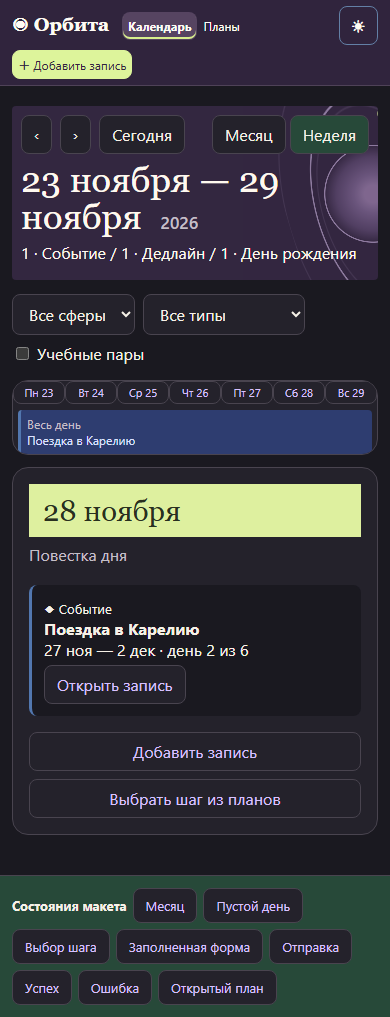 Орбита Календарь Планы
+ Добавить запись
‹ › Сегодня Месяц Неделя
23 ноября — 29
ноября 2026
1 · Событие / 1 · Дедлайн / 1 · День рождения
Все сферы Все типы
Учебные пары
Пн 23 Вт 24 Ср 25 Чт 26 Пт 27 Сб 28 Вс 29
Весь день
Поездка в Карелию
28 ноября
Повестка дня
◆ Событие
Поездка в Карелию
27 ноя — 2 дек · день 2 из 6
Открыть запись
Добавить запись
Выбрать шаг из планов
Состояния макета Месяц Пустой день
Выбор шага Заполненная форма Отправка
Успех Ошибка Открытый план